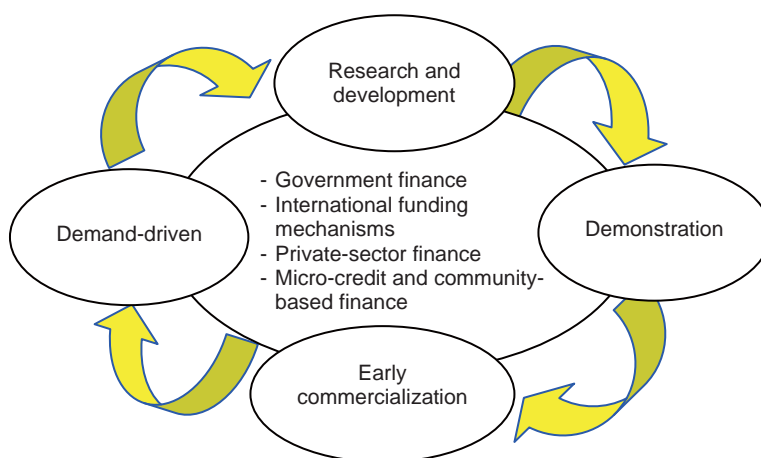 Research and
development
- Government finance
- International funding
mechanisms
- Private-sector finance
- Micro-credit and community-
based finance
Demand-driven
Demonstration
Early
commercialization